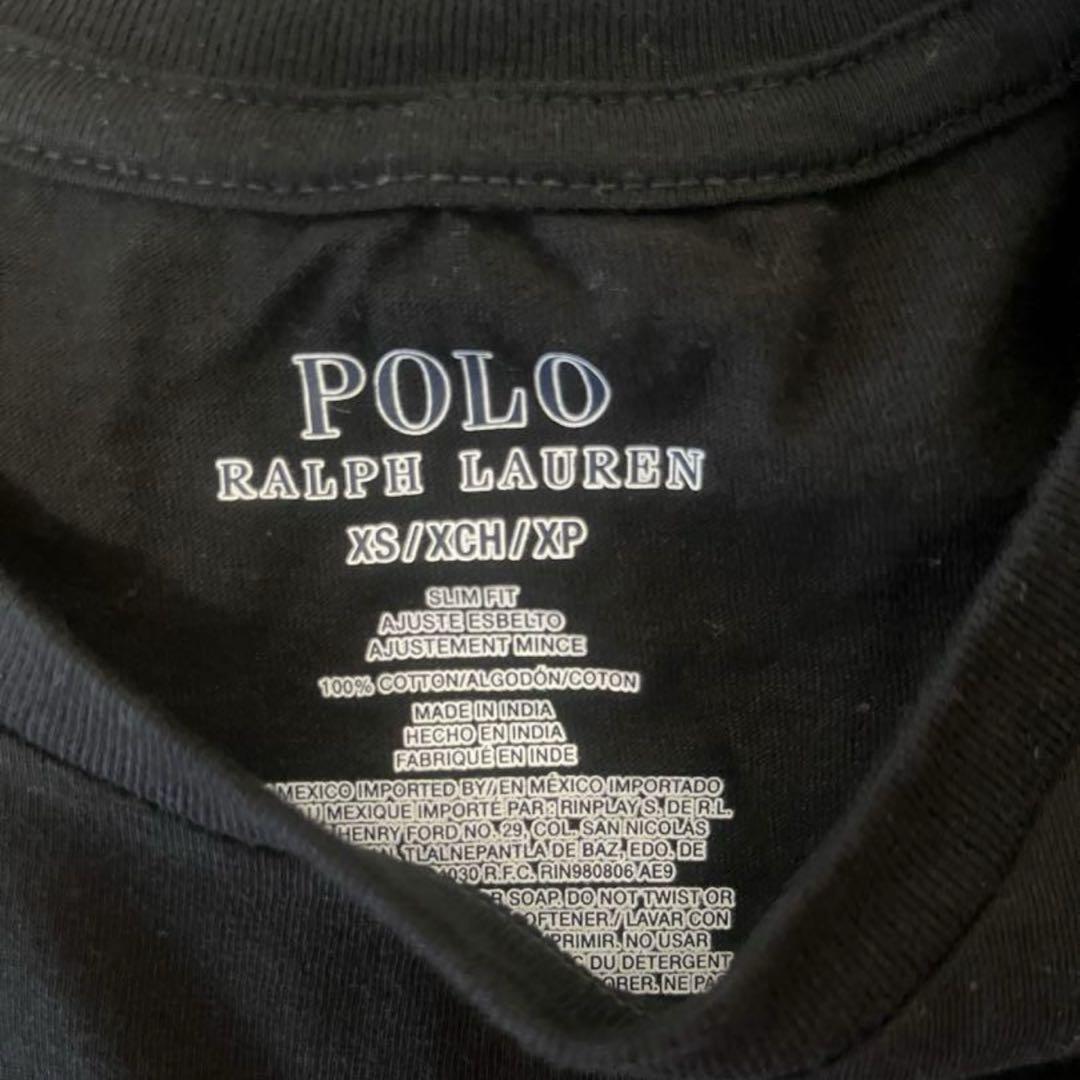 POLO
RALPH LAUREN
XS/XCH/XP
SLIM FIT
AJUSTE ESBELTO
AJUSTEMENT MINCE
100% COTTON/ALGODÓN/COTON
MADE IN INDIA
HECHO EN INDIA
FABRIQUÉ EN INDE
MEXICO IMPORTED BY/EN MÉXICO IMPORTADO
MEXIQUE IMPORTÉ PAR: RINPLAY S. DE R.L.
HENRY FORD NO. 29, COL. SAN NICOLÁS
TLALNEPANTLA DE BAZ, EDO. DE
R.F.C. RIN980806 AE9
SOAP. DO NOT TWIST OR
LAVAR CON
NO USAR
DU DÉTERGENT
NE